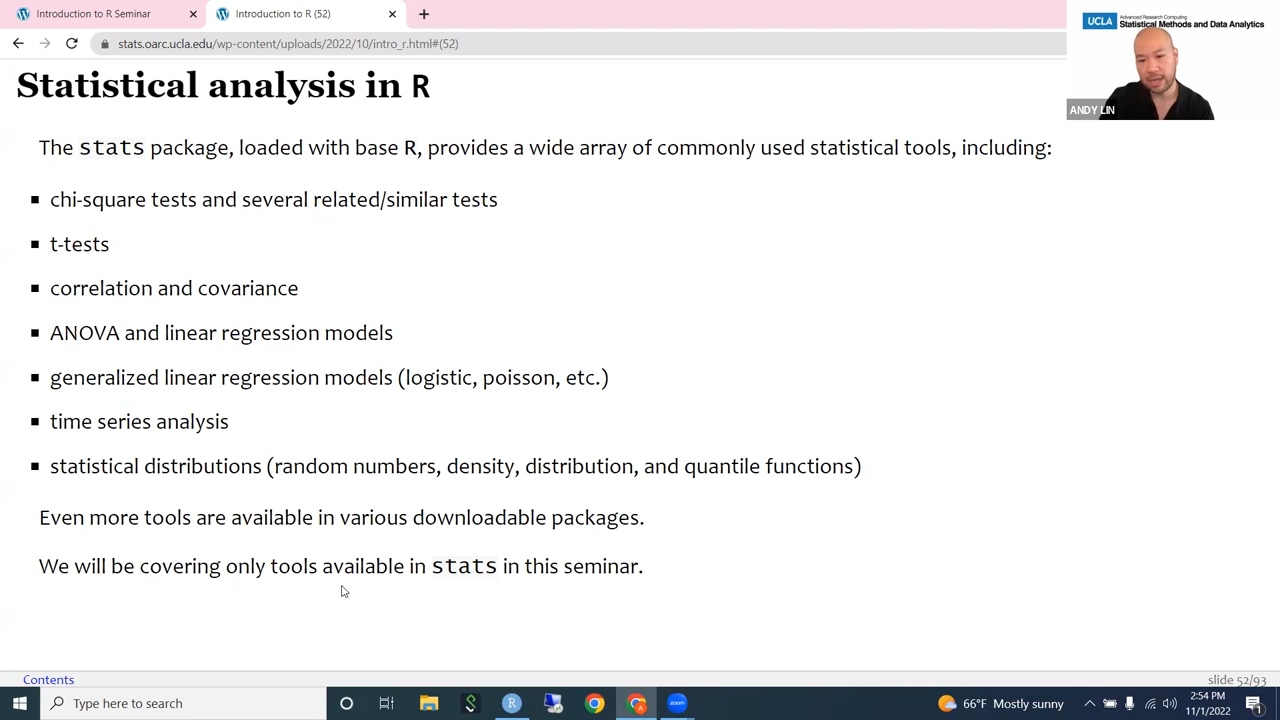 Introduction to R Seminar
Introduction to R (52)
stats.oarc.ucla.edu/wp-content/uploads/2022/10/intro_r.html#(52)
UCLA Advanced Research Computing
Statistical Methods and Data Analytics
ANDY LIN
Statistical analysis in R
The stats package, loaded with base R, provides a wide array of commonly used statistical tools, including:
▪ chi-square tests and several related/similar tests
▪ t-tests
▪ correlation and covariance
▪ ANOVA and linear regression models
▪ generalized linear regression models (logistic, poisson, etc.)
▪ time series analysis
▪ statistical distributions (random numbers, density, distribution, and quantile functions)
Even more tools are available in various downloadable packages.
We will be covering only tools available in stats in this seminar.
Contents
slide 52/93
Type here to search
R
zoom
66°F Mostly sunny
2:54 PM
11/1/2022